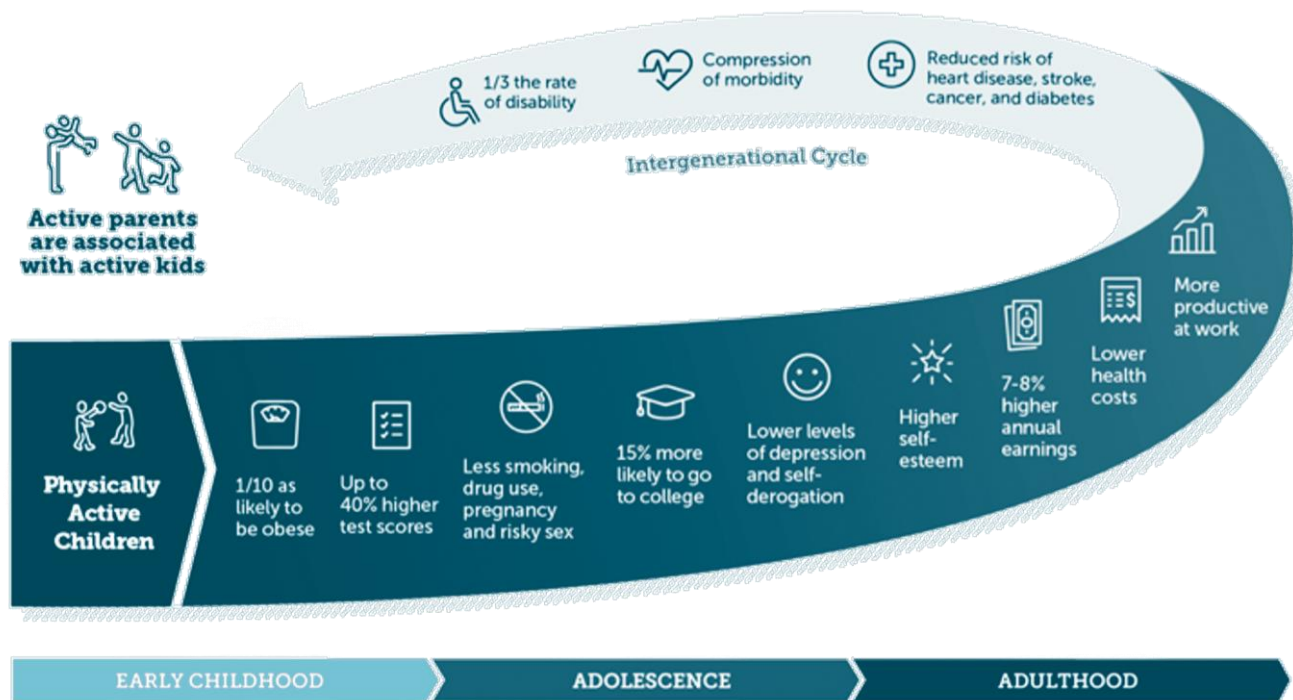 1/3 the rate
of disability
Compression
of morbidity
Reduced risk of
heart disease, stroke,
cancer, and diabetes
Intergenerational Cycle
Active parents
are associated
with active kids
Physically
Active
Children
1/10 as
likely to
be obese
Up to
40% higher
test scores
Less smoking,
drug use,
pregnancy
and risky sex
15% more
likely to go
to college
Lower levels
of depression
and self-
derogation
Higher
self-
esteem
7-8%
higher
annual
earnings
Lower
health
costs
More
productive
at work
EARLY CHILDHOOD
ADOLESCENCE
ADULTHOOD